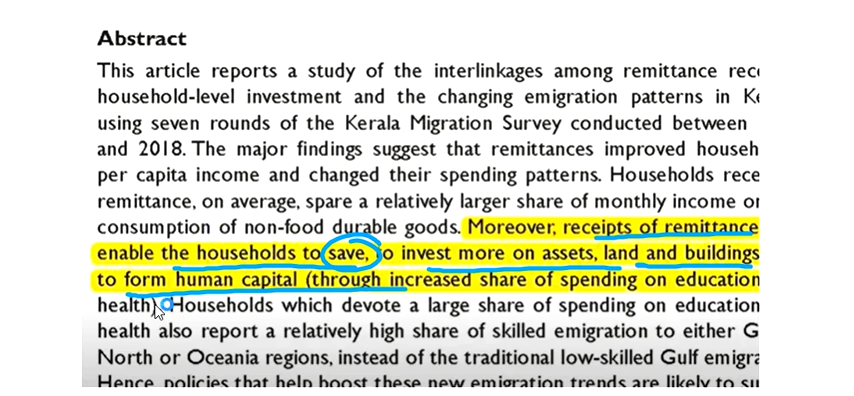 Abstract
This article reports a study of the interlinkages among remittance rec
household-level investment and the changing emigration patterns in Ke
using seven rounds of the Kerala Migration Survey conducted between
and 2018. The major findings suggest that remittances improved househ
per capita income and changed their spending patterns. Households rece
remittance, on average, spare a relatively larger share of monthly income or
consumption of non-food durable goods. Moreover, receipts of remittance
enable the households to save, to invest more on assets, land and buildings
to form human capital (through increased share of spending on education
health). Households which devote a large share of spending on education
health also report a relatively high share of skilled emigration to either G
North or Oceania regions, instead of the traditional low-skilled Gulf emigra
Hence, policies that help boost these new emigration trends are likely to su